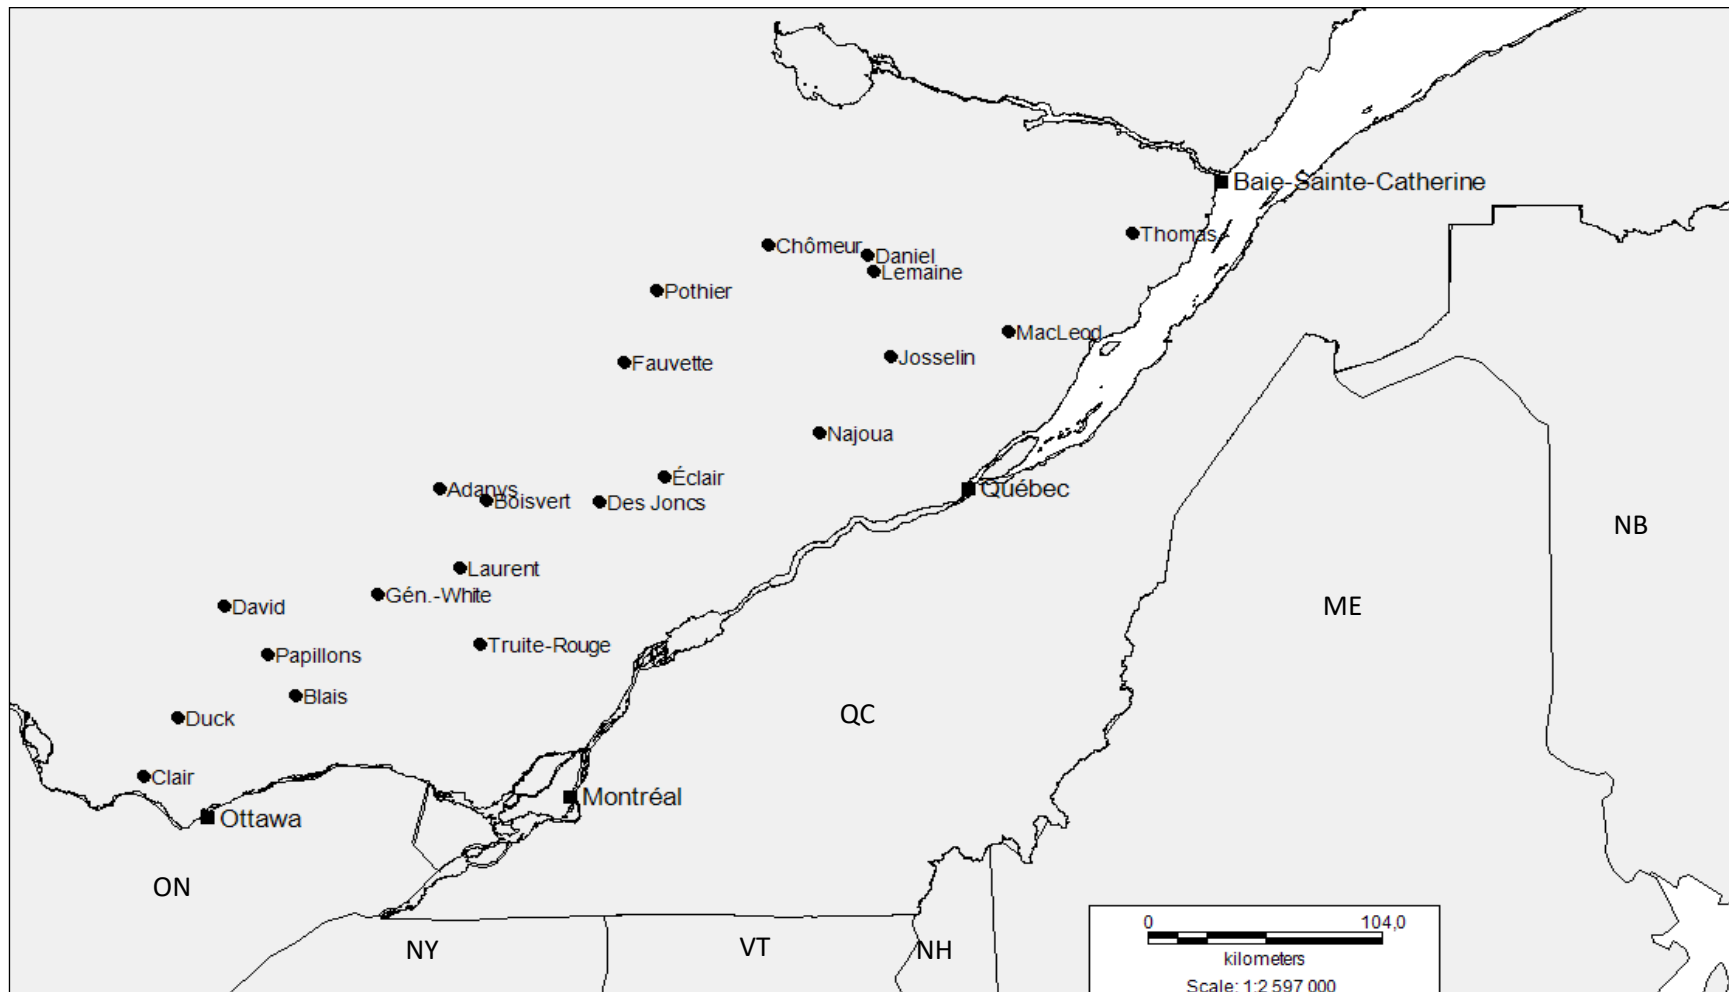 Baie-Sainte-Catherine
Thomas
Chômeur
Daniel
Lemaine
Pothier
MacLeod
Josselin
Fauvette
Najoua
Éclair
Adanys
Boisvert
Des Joncs
Québec
NB
Laurent
Gén.-White
David
ME
Truite-Rouge
Papillons
Blais
QC
Duck
Clair
Montréal
Ottawa
ON
NY
VT
NH
0 104,0
kilometers
Scale: 1:2 597 000